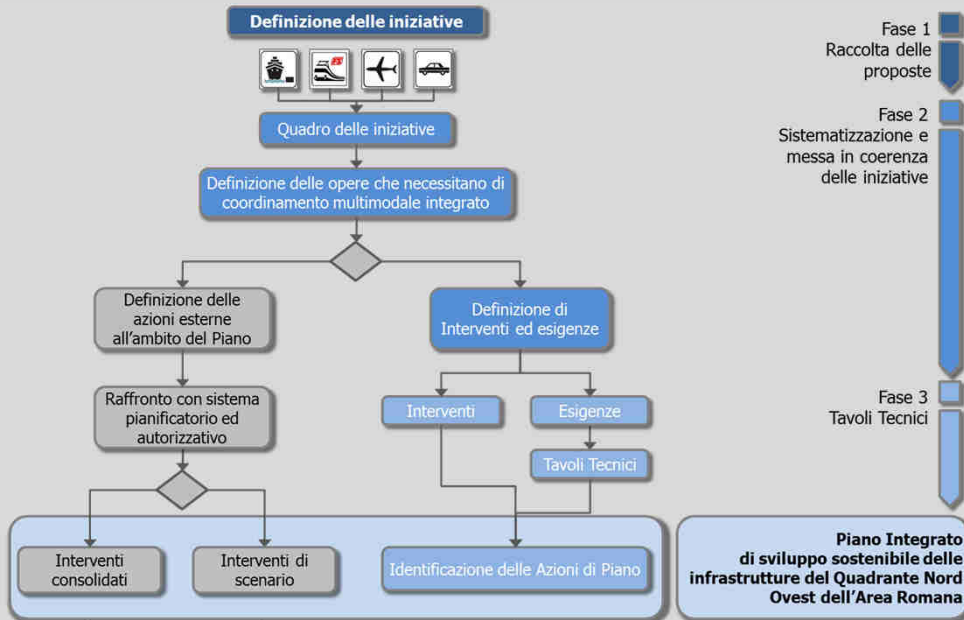 Definizione delle iniziative
Quadro delle iniziative
Definizione delle opere che necessitano di
coordinamento multimodale integrato
Definizione delle
azioni esterne
all'ambito del Piano
Definizione di
Interventi ed esigenze
Raffronto con sistema
pianificatorio ed
autorizzativo
Interventi
Esigenze
Tavoli Tecnici
Interventi
consolidati
Interventi di
scenario
Identificazione delle Azioni di Piano
Fase 1
Raccolta delle
proposte
Fase 2
Sistematizzazione e
messa in coerenza
delle iniziative
Fase 3
Tavoli Tecnici
Piano Integrato
di sviluppo sostenibile delle
infrastrutture del Quadrante Nord
Ovest dell'Area Romana